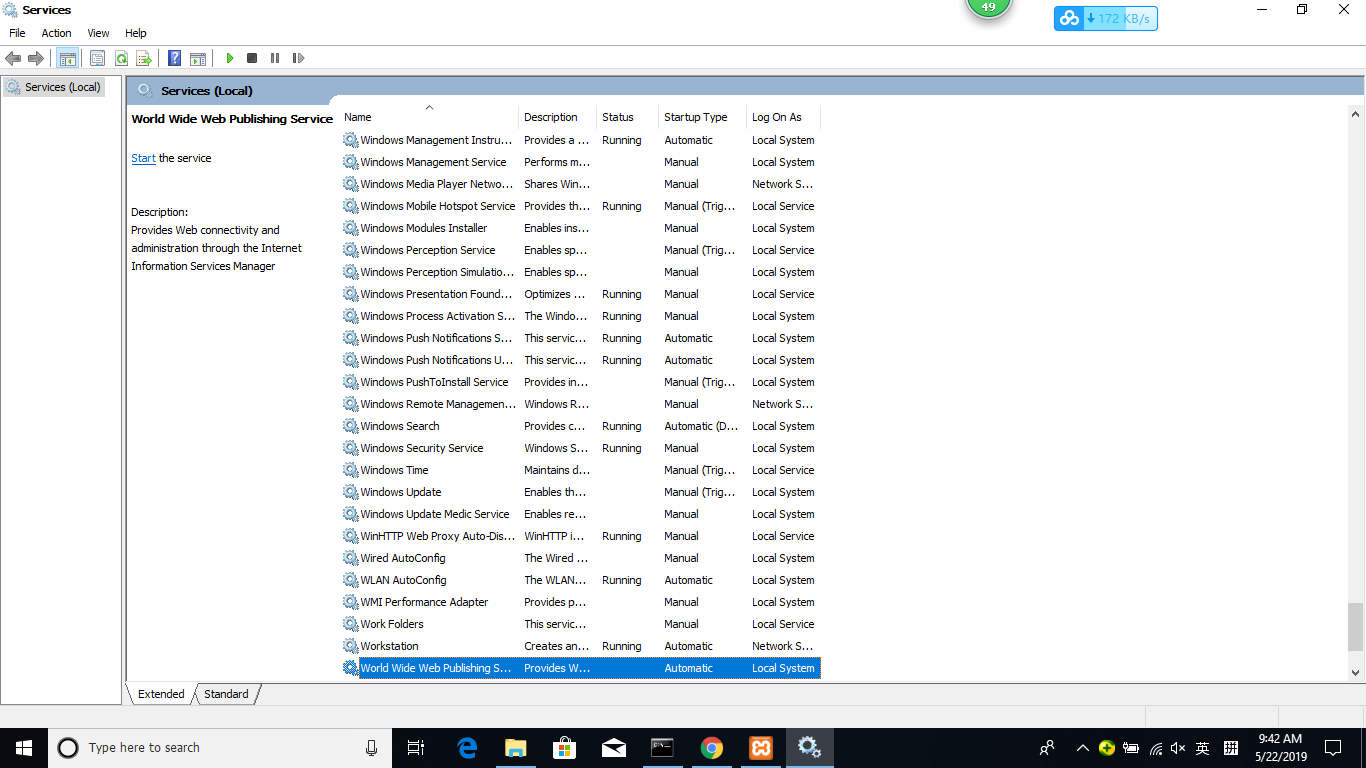 Services
49
172 KB/s
File Action View Help
Services (Local)
Services (Local)
World Wide Web Publishing Service
Start the service
Description:
Provides Web connectivity and
administration through the Internet
Information Services Manager
Name Description Status Startup Type Log On As
Windows Management Instru... Provides a ... Running Automatic Local System
Windows Management Service Performs m... Manual Local System
Windows Media Player Netwo... Shares Win... Manual Network S...
Windows Mobile Hotspot Service Provides th... Running Manual (Trig... Local Service
Windows Modules Installer Enables ins... Manual Local System
Windows Perception Service Enables sp... Manual (Trig... Local Service
Windows Perception Simulatio... Enables sp... Manual Local System
Windows Presentation Found... Optimizes ... Running Manual Local Service
Windows Process Activation S... The Windo... Running Manual Local System
Windows Push Notifications S... This servic... Running Automatic Local System
Windows Push Notifications U... This servic... Running Automatic Local System
Windows PushToInstall Service Provides in... Manual (Trig... Local System
Windows Remote Managemen... Windows R... Manual Network S...
Windows Search Provides c... Running Automatic (D... Local System
Windows Security Service Windows S... Running Manual Local System
Windows Time Maintains d... Manual (Trig... Local Service
Windows Update Enables th... Manual (Trig... Local System
Windows Update Medic Service Enables re... Manual Local System
WinHTTP Web Proxy Auto-Dis... WinHTTP i... Running Manual Local Service
Wired AutoConfig The Wired ... Manual Local System
WLAN AutoConfig The WLAN... Running Automatic Local System
WMI Performance Adapter Provides p... Manual Local System
Work Folders This servic... Manual Local Service
Workstation Creates an... Running Automatic Network S...
World Wide Web Publishing S... Provides W... Automatic Local System
Extended Standard
Type here to search
英
9:42 AM
5/22/2019